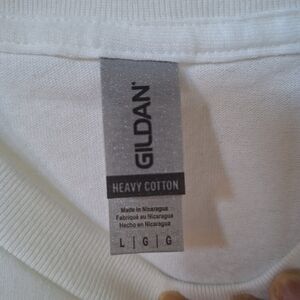 GILDAN
HEAVY COTTON
Made in Nicaragua
Fabriqué au Nicaragua
Hecho en Nicaragua
L | G | G